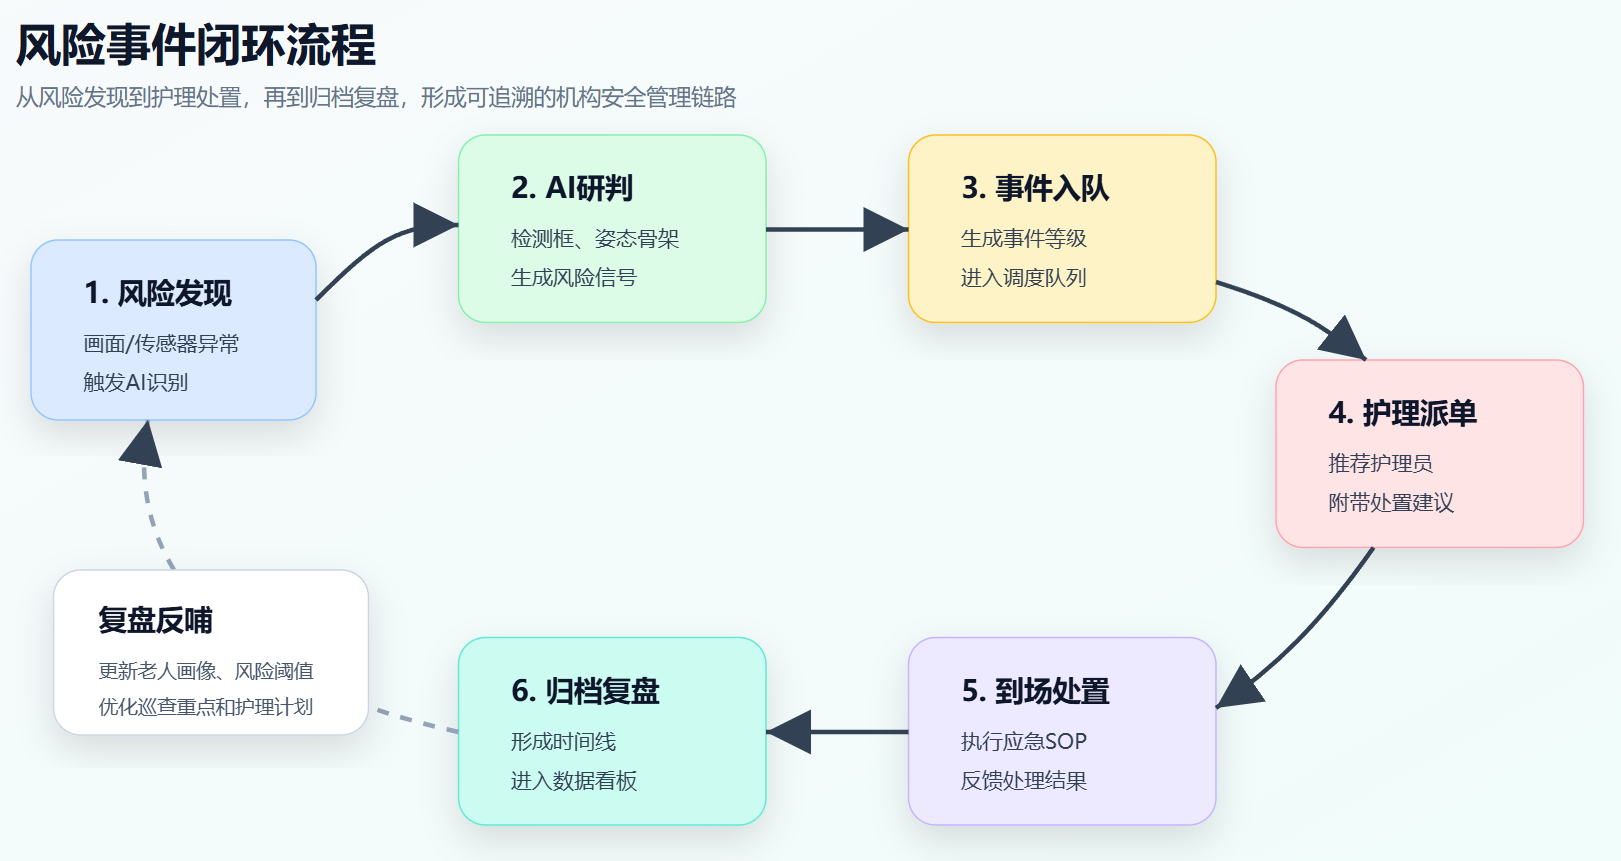 风险事件闭环流程
从风险发现到护理处置，再到归档复盘，形成可追溯的机构安全管理链路
1. 风险发现
画面/传感器异常
触发AI识别
2. AI研判
检测框、姿态骨架
生成风险信号
3. 事件入队
生成事件等级
进入调度队列
4. 护理派单
推荐护理员
附带处置建议
5. 到场处置
执行应急SOP
反馈处理结果
6. 归档复盘
形成时间线
进入数据看板
复盘反哺
更新老人画像、风险阈值
优化巡查重点和护理计划